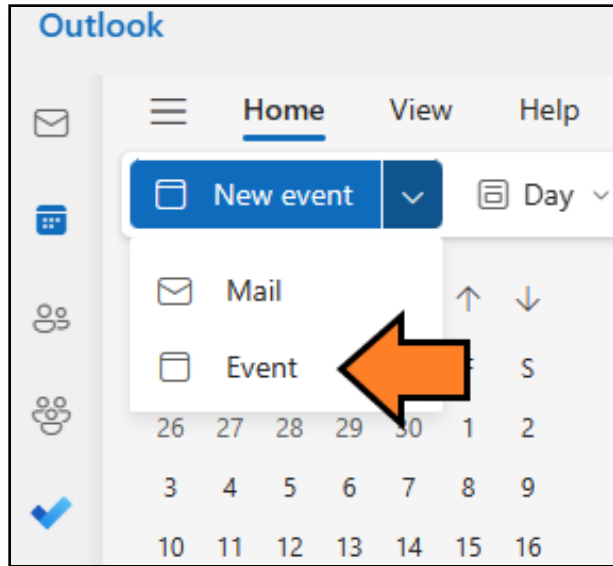 Outlook
Home View Help
New event Day
Mail
Event
S
26 27 28 29 30 1 2
3 4 5 6 7 8 9
10 11 12 13 14 15 16